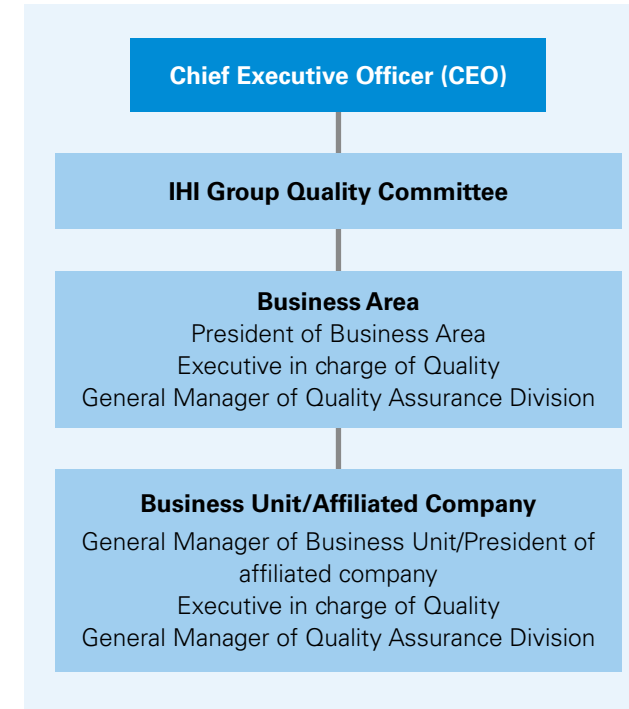 Chief Executive Officer (CEO)
IHI Group Quality Committee
Business Area
President of Business Area
Executive in charge of Quality
General Manager of Quality Assurance Division
Business Unit/Affiliated Company
General Manager of Business Unit/President of
affiliated company
Executive in charge of Quality
General Manager of Quality Assurance Division